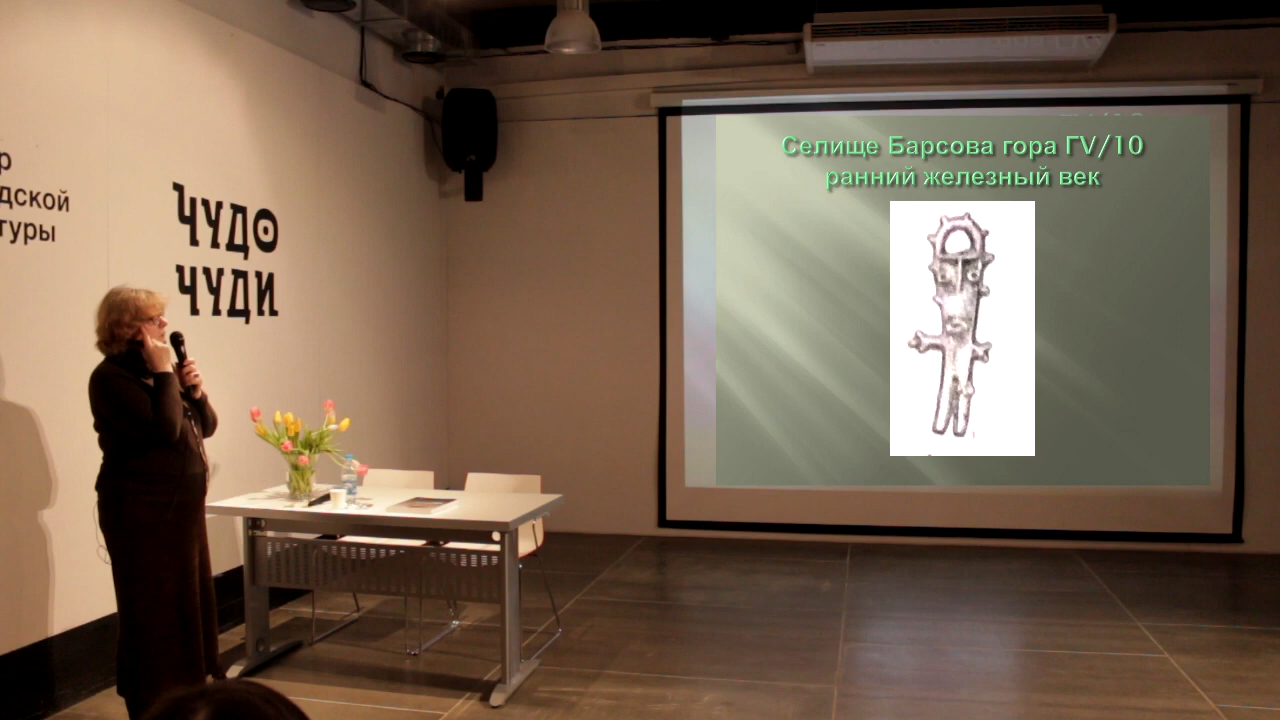 р
дской
туры
ЧУДО
ЧУДИ
Селище Барсова гора ГV/10
ранний железный век